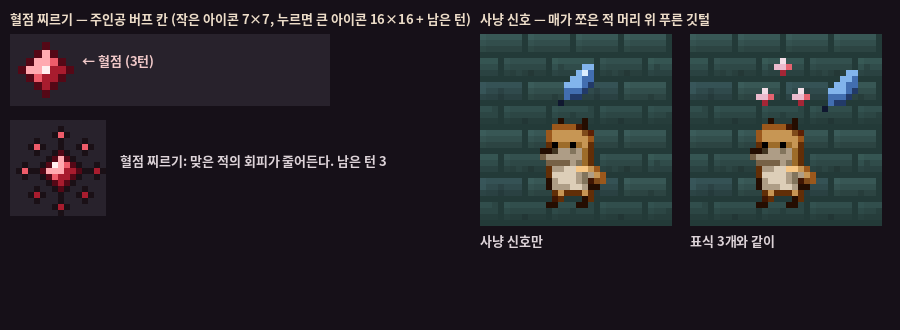 혈점 찌르기 — 주인공 버프 칸 (작은 아이콘 7×7, 누르면 큰 아이콘 16×16 + 남은 턴)
사냥 신호 — 매가 쪼은 적 머리 위 푸른 깃털
← 혈점 (3턴)
혈점 찌르기: 맞은 적의 회피가 줄어든다. 남은 턴 3
사냥 신호만
표식 3개와 같이